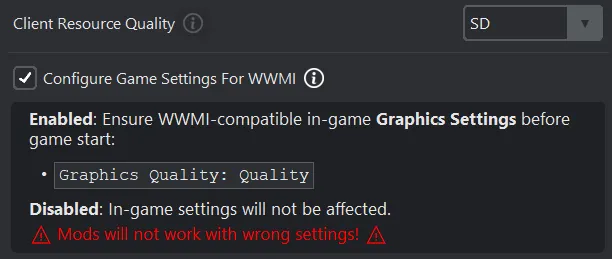 Client Resource Quality
SD
Configure Game Settings For WWMI
Enabled: Ensure WWMI-compatible in-game Graphics Settings before
game start:
• Graphics Quality: Quality
Disabled: In-game settings will not be affected.
⚠ Mods will not work with wrong settings! ⚠